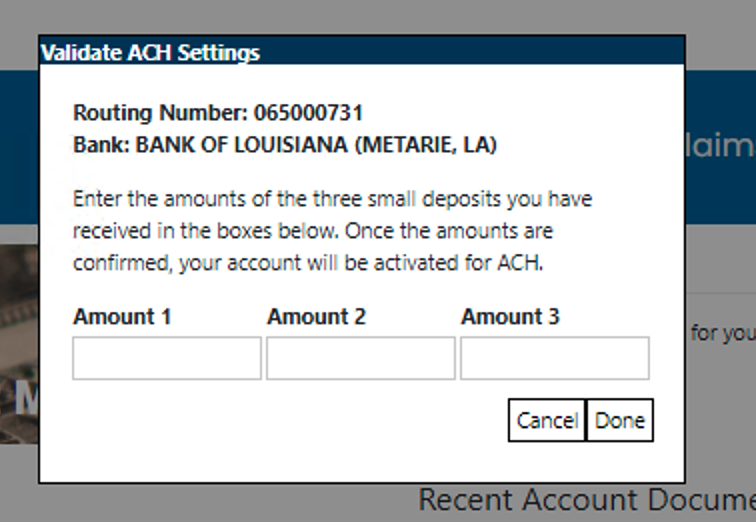 Validate ACH Settings
Routing Number: 065000731
Bank: BANK OF LOUISIANA (METARIE, LA)
laim
Enter the amounts of the three small deposits you have
received in the boxes below. Once the amounts are
confirmed, your account will be activated for ACH.
Amount 1 Amount 2 Amount 3
for you
M
Cancel Done
Recent Account Docume